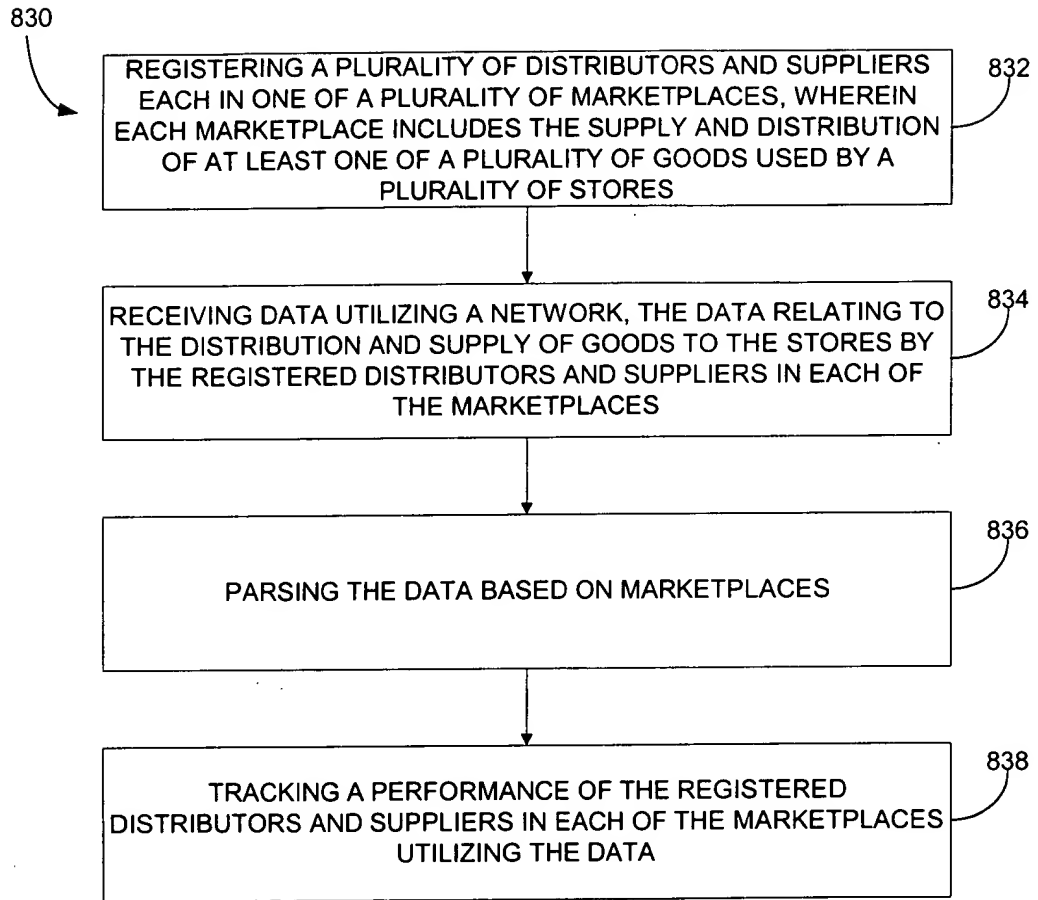 830
REGISTERING A PLURALITY OF DISTRIBUTORS AND SUPPLIERS
EACH IN ONE OF A PLURALITY OF MARKETPLACES, WHEREIN
EACH MARKETPLACE INCLUDES THE SUPPLY AND DISTRIBUTION
OF AT LEAST ONE OF A PLURALITY OF GOODS USED BY A
PLURALITY OF STORES
832
RECEIVING DATA UTILIZING A NETWORK, THE DATA RELATING TO
THE DISTRIBUTION AND SUPPLY OF GOODS TO THE STORES BY
THE REGISTERED DISTRIBUTORS AND SUPPLIERS IN EACH OF
THE MARKETPLACES
834
PARSING THE DATA BASED ON MARKETPLACES
836
TRACKING A PERFORMANCE OF THE REGISTERED
DISTRIBUTORS AND SUPPLIERS IN EACH OF THE MARKETPLACES
UTILIZING THE DATA
838